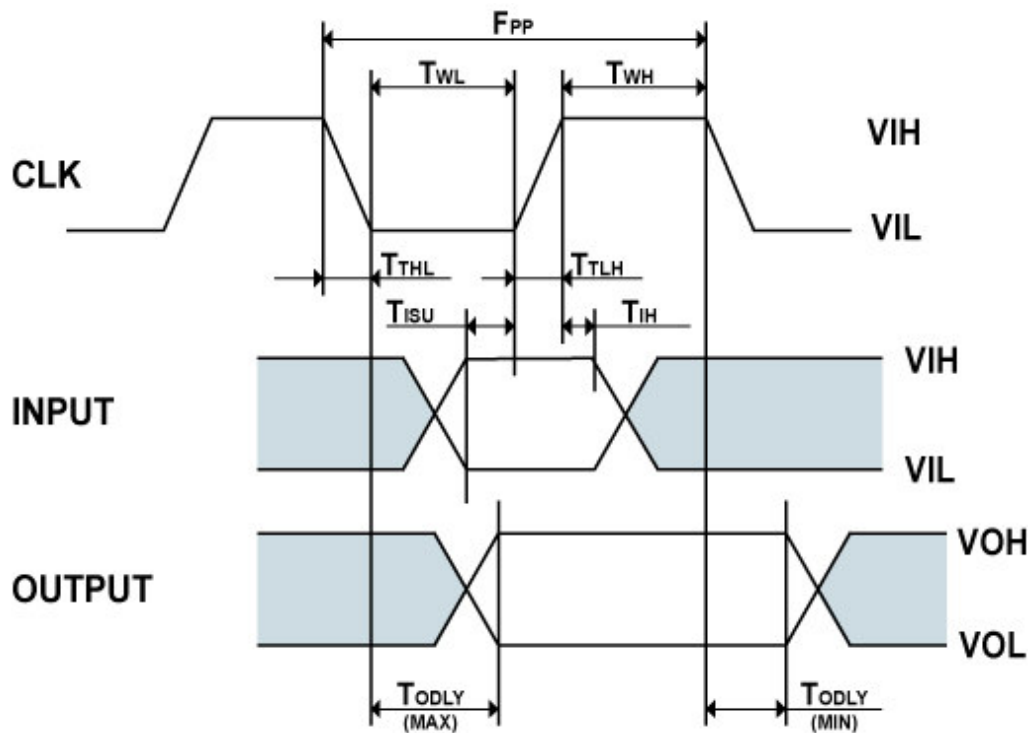 FPP
TWL
TWH
VIH
CLK
VIL
TTHL
TTLH
TISU
TIH
VIH
INPUT
VIL
VOH
OUTPUT
VOL
TODLY
(MAX)
TODLY
(MIN)